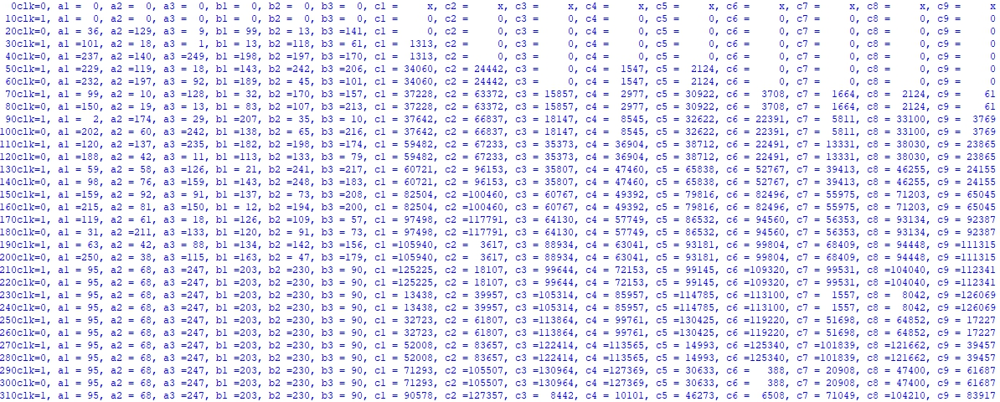 0clk=0, a1 = 0, a2 = 0, a3 = 0, b1 = 0, b2 = 0, b3 = 0, c1 = x, c2 = x, c3 = x, c4 = x, c5 = x, c6 = x, c7 = x, c8 = x, c9 = x
10clk=1, a1 = 0, a2 = 0, a3 = 0, b1 = 0, b2 = 0, b3 = 0, c1 = 0, c2 = 0, c3 = 0, c4 = 0, c5 = 0, c6 = 0, c7 = 0, c8 = 0, c9 = 0
20clk=0, a1 = 36, a2 =129, a3 = 9, b1 = 99, b2 = 13, b3 =141, c1 = 0, c2 = 0, c3 = 0, c4 = 0, c5 = 0, c6 = 0, c7 = 0, c8 = 0, c9 = 0
30clk=1, a1 =101, a2 = 18, a3 = 1, b1 = 13, b2 =118, b3 = 61, c1 = 1313, c2 = 0, c3 = 0, c4 = 0, c5 = 0, c6 = 0, c7 = 0, c8 = 0, c9 = 0
40clk=0, a1 =237, a2 =140, a3 =249, b1 =198, b2 =197, b3 =170, c1 = 1313, c2 = 0, c3 = 0, c4 = 0, c5 = 0, c6 = 0, c7 = 0, c8 = 0, c9 = 0
50clk=1, a1 =229, a2 =119, a3 = 18, b1 =143, b2 =242, b3 =206, c1 = 34060, c2 = 24442, c3 = 0, c4 = 1547, c5 = 2124, c6 = 0, c7 = 0, c8 = 0, c9 = 0
60clk=0, a1 =232, a2 =197, a3 = 92, b1 =189, b2 = 45, b3 =101, c1 = 34060, c2 = 24442, c3 = 0, c4 = 1547, c5 = 2124, c6 = 0, c7 = 0, c8 = 0, c9 = 0
70clk=1, a1 = 99, a2 = 10, a3 =128, b1 = 32, b2 =170, b3 =157, c1 = 37228, c2 = 63372, c3 = 15857, c4 = 2977, c5 = 30922, c6 = 3708, c7 = 1664, c8 = 2124, c9 = 61
80clk=0, a1 =150, a2 = 19, a3 = 13, b1 = 83, b2 =107, b3 =213, c1 = 37228, c2 = 63372, c3 = 15857, c4 = 2977, c5 = 30922, c6 = 3708, c7 = 1664, c8 = 2124, c9 = 61
90clk=1, a1 = 2, a2 =174, a3 = 29, b1 =207, b2 = 35, b3 = 10, c1 = 37642, c2 = 66837, c3 = 18147, c4 = 8545, c5 = 32622, c6 = 22391, c7 = 5811, c8 = 33100, c9 = 3769
100clk=0, a1 =202, a2 = 60, a3 =242, b1 =138, b2 = 65, b3 =216, c1 = 37642, c2 = 66837, c3 = 18147, c4 = 8545, c5 = 32622, c6 = 22391, c7 = 5811, c8 = 33100, c9 = 3769
110clk=1, a1 =120, a2 =137, a3 =235, b1 =182, b2 =198, b3 =174, c1 = 59482, c2 = 67233, c3 = 35373, c4 = 36904, c5 = 38712, c6 = 22491, c7 = 13331, c8 = 38030, c9 = 23865
120clk=0, a1 =188, a2 = 42, a3 = 11, b1 =113, b2 =133, b3 = 79, c1 = 59482, c2 = 67233, c3 = 35373, c4 = 36904, c5 = 38712, c6 = 22491, c7 = 13331, c8 = 38030, c9 = 23865
130clk=1, a1 = 59, a2 = 58, a3 =126, b1 = 21, b2 =241, b3 =217, c1 = 60721, c2 = 96153, c3 = 35807, c4 = 47460, c5 = 65838, c6 = 52767, c7 = 39413, c8 = 46255, c9 = 24155
140clk=0, a1 = 98, a2 = 76, a3 =159, b1 =143, b2 =248, b3 =183, c1 = 60721, c2 = 96153, c3 = 35807, c4 = 47460, c5 = 65838, c6 = 52767, c7 = 39413, c8 = 46255, c9 = 24155
150clk=1, a1 =159, a2 = 92, a3 = 91, b1 =137, b2 = 73, b3 =208, c1 = 82504, c2 =100460, c3 = 60767, c4 = 49392, c5 = 79816, c6 = 82496, c7 = 55975, c8 = 71203, c9 = 65045
160clk=0, a1 =215, a2 = 81, a3 =150, b1 = 12, b2 =194, b3 =200, c1 = 82504, c2 =100460, c3 = 60767, c4 = 49392, c5 = 79816, c6 = 82496, c7 = 55975, c8 = 71203, c9 = 65045
170clk=1, a1 =119, a2 = 61, a3 = 18, b1 =126, b2 =109, b3 = 57, c1 = 97498, c2 =117791, c3 = 64130, c4 = 57749, c5 = 86532, c6 = 94560, c7 = 56353, c8 = 93134, c9 = 92387
180clk=0, a1 = 31, a2 =211, a3 =133, b1 =120, b2 = 91, b3 = 73, c1 = 97498, c2 =117791, c3 = 64130, c4 = 57749, c5 = 86532, c6 = 94560, c7 = 56353, c8 = 93134, c9 = 92387
190clk=1, a1 = 63, a2 = 42, a3 = 88, b1 =134, b2 =142, b3 =156, c1 =105940, c2 = 3617, c3 = 88934, c4 = 63041, c5 = 93181, c6 = 99804, c7 = 68409, c8 = 94448, c9 =111315
200clk=0, a1 =250, a2 = 38, a3 =115, b1 =163, b2 = 47, b3 =179, c1 =105940, c2 = 3617, c3 = 88934, c4 = 63041, c5 = 93181, c6 = 99804, c7 = 68409, c8 = 94448, c9 =111315
210clk=1, a1 = 95, a2 = 68, a3 =247, b1 =203, b2 =230, b3 = 90, c1 =125225, c2 = 18107, c3 = 99644, c4 = 72153, c5 = 99145, c6 =109320, c7 = 99531, c8 =104040, c9 =112341
220clk=0, a1 = 95, a2 = 68, a3 =247, b1 =203, b2 =230, b3 = 90, c1 =125225, c2 = 18107, c3 = 99644, c4 = 72153, c5 = 99145, c6 =109320, c7 = 99531, c8 =104040, c9 =112341
230clk=1, a1 = 95, a2 = 68, a3 =247, b1 =203, b2 =230, b3 = 90, c1 = 13438, c2 = 39957, c3 =105314, c4 = 85957, c5 =114785, c6 =113100, c7 = 1557, c8 = 8042, c9 =126069
240clk=0, a1 = 95, a2 = 68, a3 =247, b1 =203, b2 =230, b3 = 90, c1 = 13438, c2 = 39957, c3 =105314, c4 = 85957, c5 =114785, c6 =113100, c7 = 1557, c8 = 8042, c9 =126069
250clk=1, a1 = 95, a2 = 68, a3 =247, b1 =203, b2 =230, b3 = 90, c1 = 32723, c2 = 61807, c3 =113864, c4 = 99761, c5 =130425, c6 =119220, c7 = 51698, c8 = 64852, c9 = 17227
260clk=0, a1 = 95, a2 = 68, a3 =247, b1 =203, b2 =230, b3 = 90, c1 = 32723, c2 = 61807, c3 =113864, c4 = 99761, c5 =130425, c6 =119220, c7 = 51698, c8 = 64852, c9 = 17227
270clk=1, a1 = 95, a2 = 68, a3 =247, b1 =203, b2 =230, b3 = 90, c1 = 52008, c2 = 83657, c3 =122414, c4 =113565, c5 = 14993, c6 =125340, c7 =101839, c8 =121662, c9 = 39457
280clk=0, a1 = 95, a2 = 68, a3 =247, b1 =203, b2 =230, b3 = 90, c1 = 52008, c2 = 83657, c3 =122414, c4 =113565, c5 = 14993, c6 =125340, c7 =101839, c8 =121662, c9 = 39457
290clk=1, a1 = 95, a2 = 68, a3 =247, b1 =203, b2 =230, b3 = 90, c1 = 71293, c2 =105507, c3 =130964, c4 =127369, c5 = 30633, c6 = 388, c7 = 20908, c8 = 47400, c9 = 61687
300clk=0, a1 = 95, a2 = 68, a3 =247, b1 =203, b2 =230, b3 = 90, c1 = 71293, c2 =105507, c3 =130964, c4 =127369, c5 = 30633, c6 = 388, c7 = 20908, c8 = 47400, c9 = 61687
310clk=1, a1 = 95, a2 = 68, a3 =247, b1 =203, b2 =230, b3 = 90, c1 = 90578, c2 =127357, c3 = 8442, c4 = 10101, c5 = 46273, c6 = 6508, c7 = 71049, c8 =104210, c9 = 83917